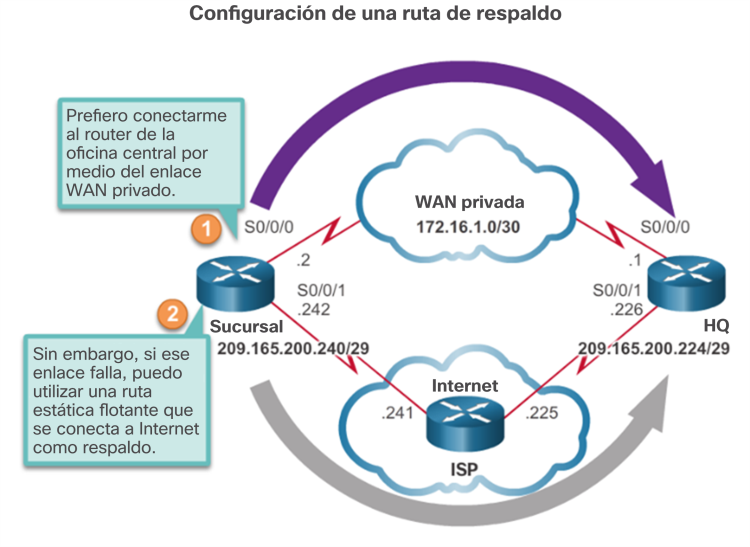 Configuración de una ruta de respaldo
Prefiero conectarme
al router de la
oficina central por
medio del enlace
WAN privado.
WAN privada
172.16.1.0/30
1
S0/0/0
S0/0/0
.2
.1
S0/0/1
.242
S0/0/1
.226
2
Sucursal
HQ
209.165.200.240/29
209.165.200.224/29
Sin embargo, si ese
enlace falla, puedo
utilizar una ruta
estática flotante que
se conecta a Internet
como respaldo.
Internet
.241
.225
ISP